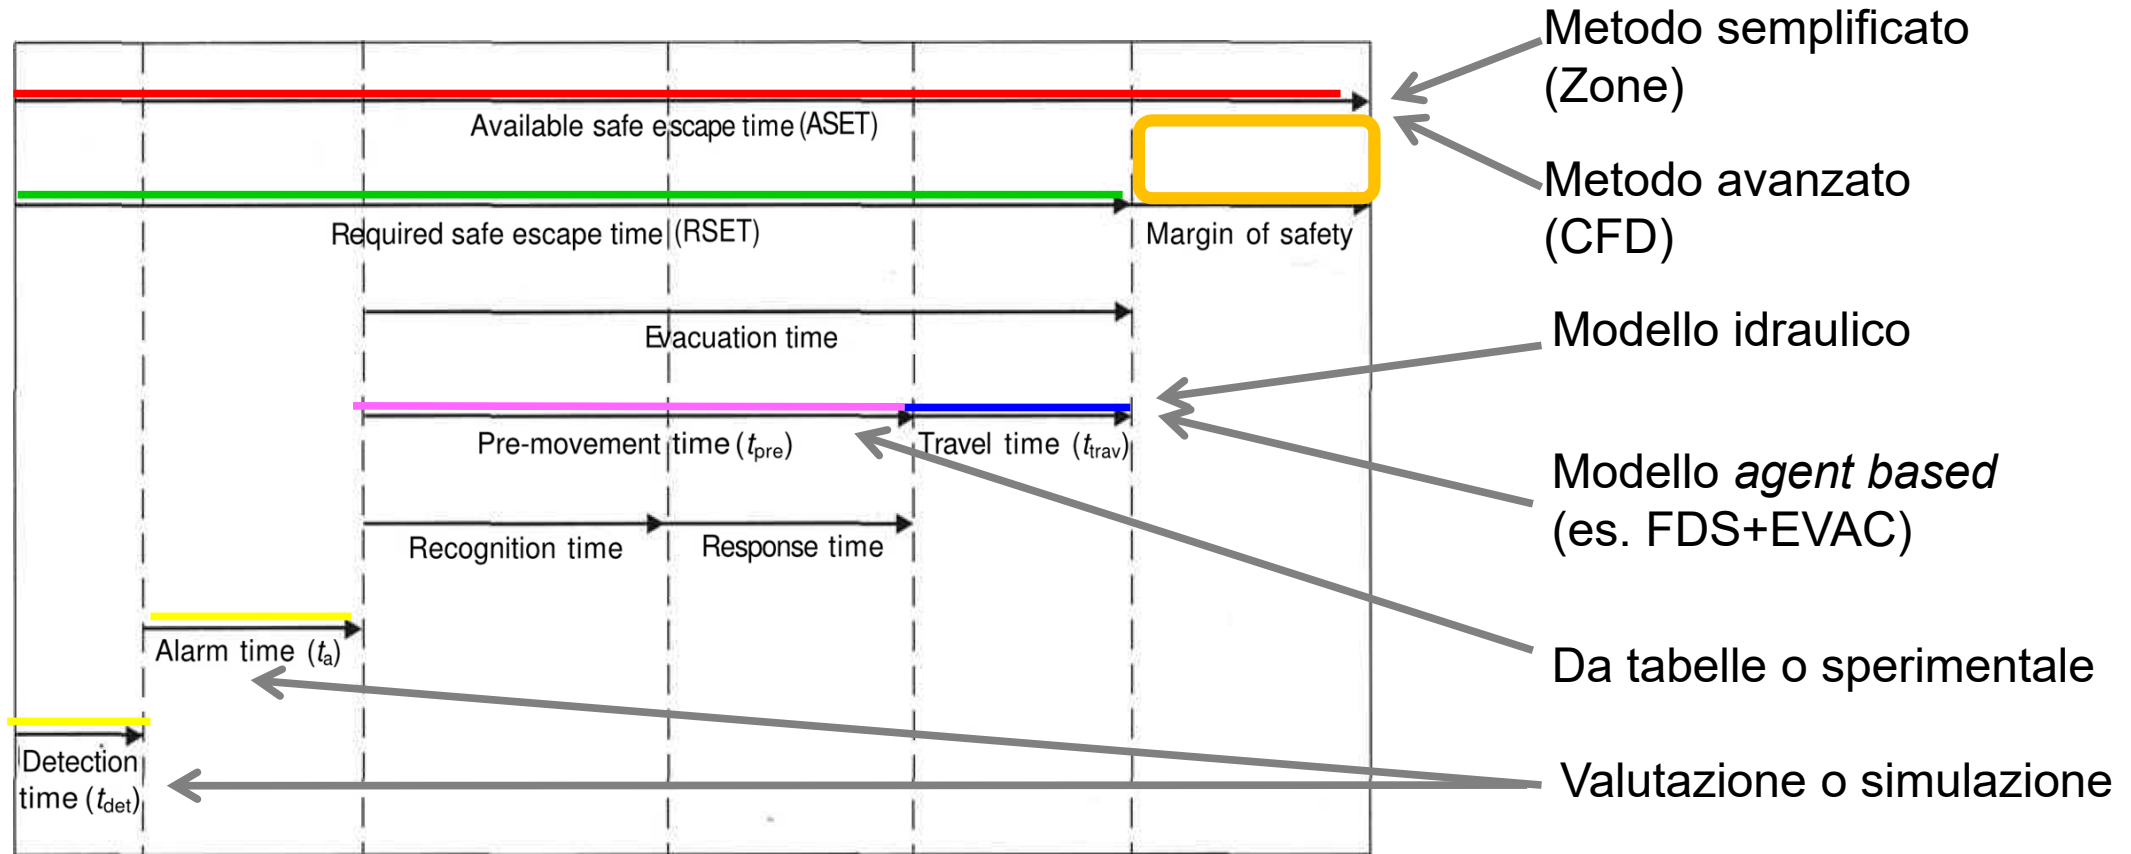 Metodo semplificato
(Zone)
Available safe escape time (ASET)
Metodo avanzato
(CFD)
Required safe escape time (RSET)
Margin of safety
Modello idraulico
Evacuation time
Pre-movement time (tpre)
Travel time (ttrav)
Modello agent based
(es. FDS+EVAC)
Recognition time
Response time
Alarm time (ta)
Da tabelle o sperimentale
Detection
time (tdet)
Valutazione o simulazione